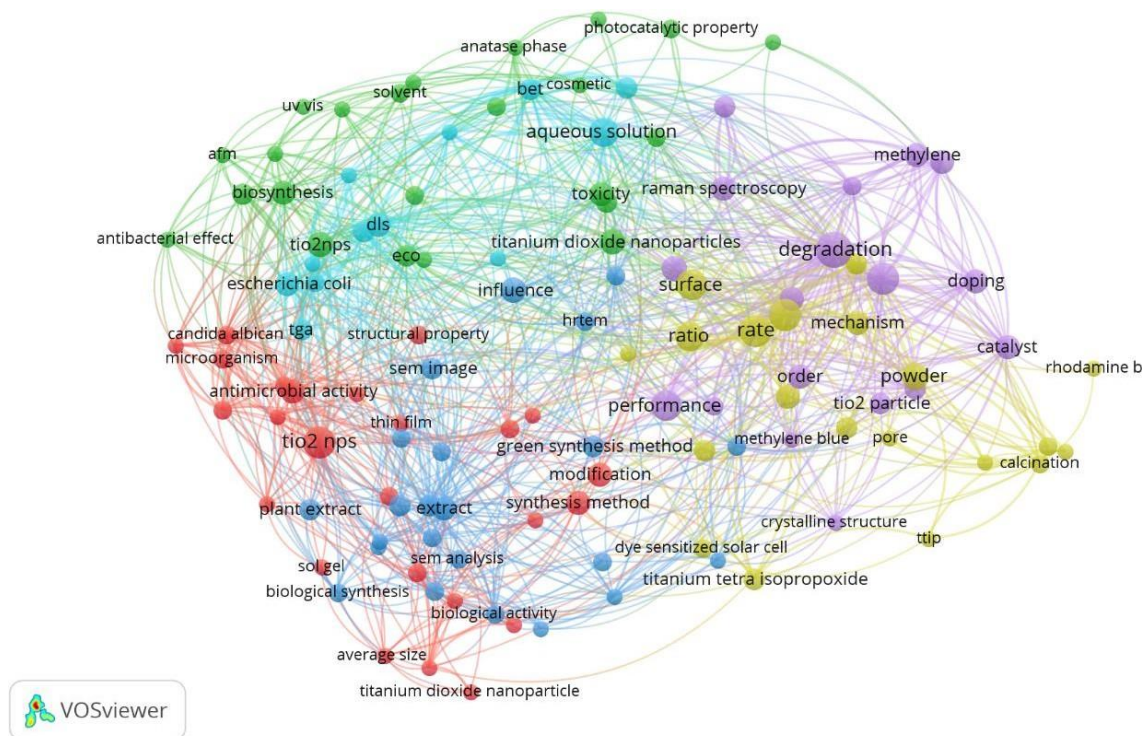 photocatalytic property
anatase phase
bet
cosmetic
solvent
uv vis
aqueous solution
afm
methylene
biosynthesis
toxicity
raman spectroscopy
dls
antibacterial effect
tio2nps
titanium dioxide nanoparticles
eco
degradation
escherichia coli
influence
surface
doping
candida albican
tga
structural property
hrtem
ratio
rate
mechanism
microorganism
sem image
catalyst
rhodamine b
antimicrobial activity
order
powder
performance
tio2 particle
thin film
tio2 nps
green synthesis method
methylene blue
pore
modification
calcination
plant extract
extract
synthesis method
crystalline structure
ttip
sem analysis
dye sensitized solar cell
sol gel
titanium tetra isopropoxide
biological synthesis
biological activity
average size
titanium dioxide nanoparticle
VOSviewer